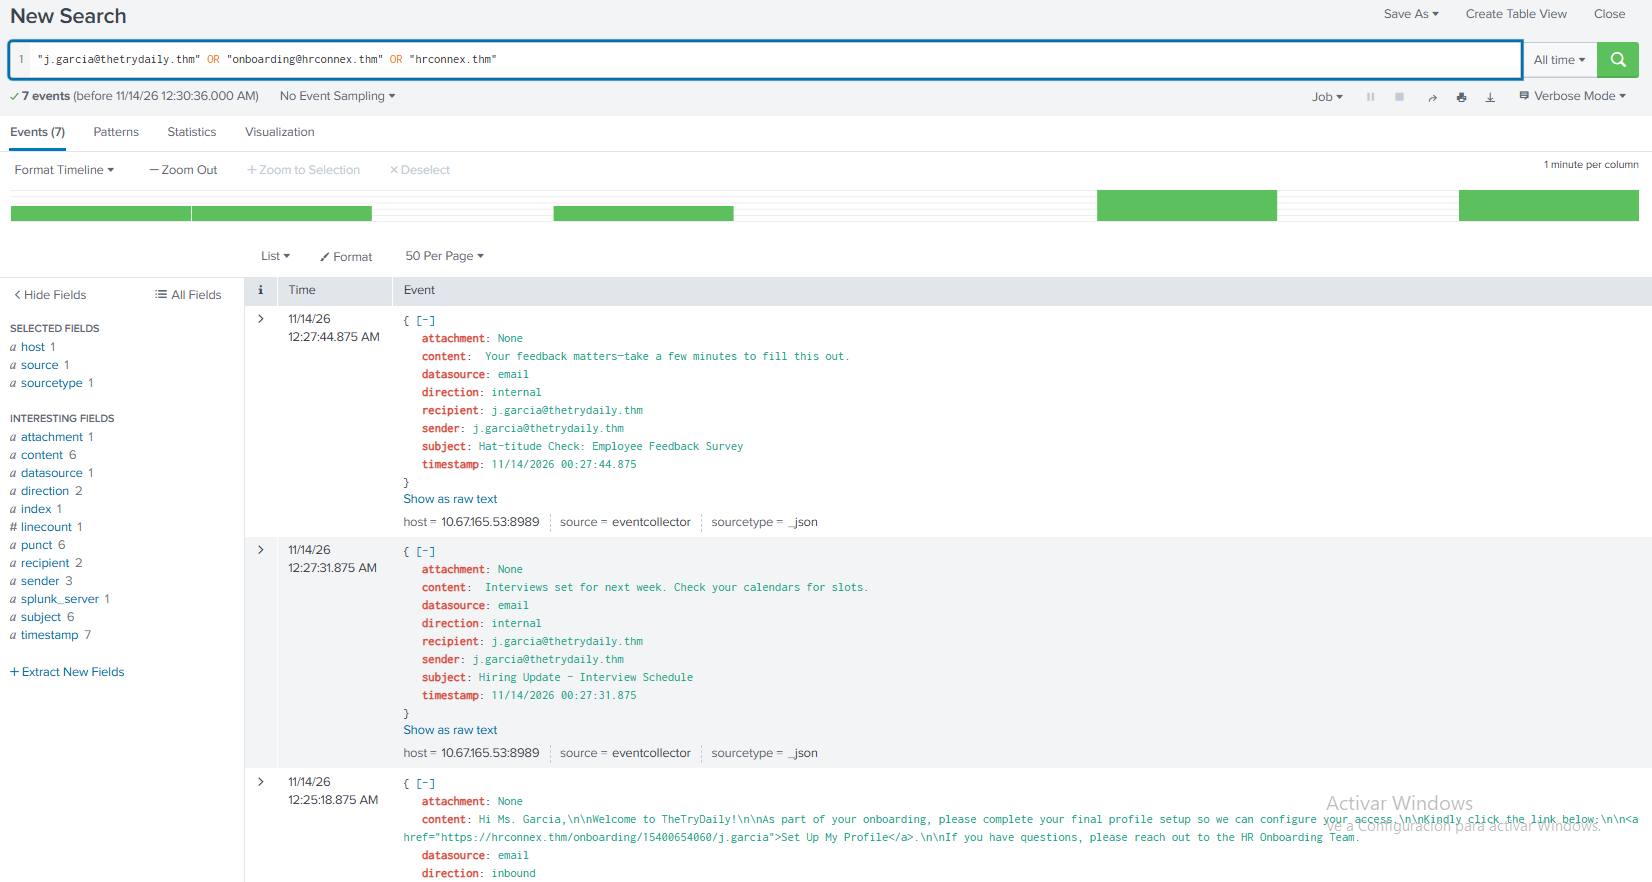 New Search
Save As Create Table View Close
1 "j.garcia@thetrydaily.thm" OR "onboarding@hrconnex.thm" OR "hrconnex.thm"
All time
7 events (before 11/14/26 12:30:36.000 AM) No Event Sampling
Job Verbose Mode
Events (7) Patterns Statistics Visualization
Format Timeline — Zoom Out + Zoom to Selection × Deselect
1 minute per column
List Format 50 Per Page
< Hide Fields All Fields
i Time Event
SELECTED FIELDS
a host 1
a source 1
a sourcetype 1
INTERESTING FIELDS
a attachment 1
a content 6
a datasource 1
a direction 2
a index 1
# linecount 1
a punct 6
a recipient 2
a sender 3
a splunk_server 1
a subject 6
a timestamp 7
+ Extract New Fields
> 11/14/26
12:27:44.875 AM
{ [-]
attachment: None
content: Your feedback matters—take a few minutes to fill this out.
datasource: email
direction: internal
recipient: j.garcia@thetrydaily.thm
sender: j.garcia@thetrydaily.thm
subject: Hat-titude Check: Employee Feedback Survey
timestamp: 11/14/2026 00:27:44.875
}
Show as raw text
host = 10.67.165.53:8989 source = eventcollector sourcetype = _json
> 11/14/26
12:27:31.875 AM
{ [-]
attachment: None
content: Interviews set for next week. Check your calendars for slots.
datasource: email
direction: internal
recipient: j.garcia@thetrydaily.thm
sender: j.garcia@thetrydaily.thm
subject: Hiring Update – Interview Schedule
timestamp: 11/14/2026 00:27:31.875
}
Show as raw text
host = 10.67.165.53:8989 source = eventcollector sourcetype = _json
> 11/14/26
12:25:18.875 AM
{ [-]
attachment: None
content: Hi Ms. Garcia,\n\nWelcome to TheTryDaily!\n\nAs part of your onboarding, please complete your final profile setup so we can configure your access.\n\nKindly click the link below:\n\n<a
href="https://hrconnex.thm/onboarding/15400654060/j.garcia">Set Up My Profile</a>.\n\nIf you have questions, please reach out to the HR Onboarding Team.
datasource: email
direction: inbound
Activar Windows
Ve a Configuración para activar Windows.